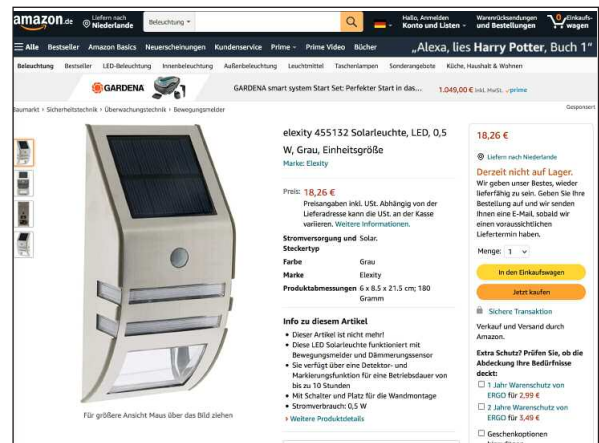 amazon.de
Liefern nach
Niederlande
Beleuchtung
Hallo, Anmelden
Konto und Listen
Warenrücksendungen
und Bestellungen
0 Einkaufs-
wagen
Alle Bestseller Amazon Basics Neuerscheinungen Kundenservice Prime Prime Video Bücher
„Alexa, lies Harry Potter, Buch 1“
Beleuchtung Bestseller LED-Beleuchtung Innenbeleuchtung Außenbeleuchtung Leuchtmittel Taschenlampen Sonderangebote Küche, Haushalt & Wohnen
GARDENA
GARDENA smart system Start Set: Perfekter Start in das...
1.049,00 € inkl. MwSt. prime
Baumarkt › Sicherheitstechnik › Überwachungstechnik › Bewegungsmelder
Gesponsert
elexity 455132 Solarleuchte, LED, 0,5
W, Grau, Einheitsgröße
Marke: Elexity
Preis: 18,26 €
Preisangaben inkl. USt. Abhängig von der
Lieferadresse kann die USt. an der Kasse
variieren. Weitere Informationen.
Stromversorgung und Solar.
Steckertyp
Farbe Grau
Marke Elexity
Produktabmessungen 6 x 8.5 x 21.5 cm; 180
Gramm
Info zu diesem Artikel
• Dieser Artikel ist nicht mehr!
• Diese LED Solarleuchte funktioniert mit
Bewegungsmelder und Dämmerungssensor
• Sie verfügt über eine Detektor- und
Markierungsfunktion für eine Betriebsdauer von
bis zu 10 Stunden
• Mit Schalter und Platz für die Wandmontage
• Stromverbrauch: 0,5 W
› Weitere Produktdetails
Für größere Ansicht Maus über das Bild ziehen
18,26 €
Liefern nach Niederlande
Derzeit nicht auf Lager.
Wir geben unser Bestes, wieder
lieferfähig zu sein. Geben Sie Ihre
Bestellung auf und wir senden
Ihnen eine E-Mail, sobald wir
einen voraussichtlichen
Liefertermin haben.
Menge: 1
In den Einkaufswagen
Jetzt kaufen
Sichere Transaktion
Verkauf und Versand durch
Amazon.
Extra Schutz? Prüfen Sie, ob die
Abdeckung Ihre Bedürfnisse
deckt:
1 Jahr Warenschutz von
ERGO für 2,99 €
2 Jahre Warenschutz von
ERGO für 3,49 €
Geschenkoptionen